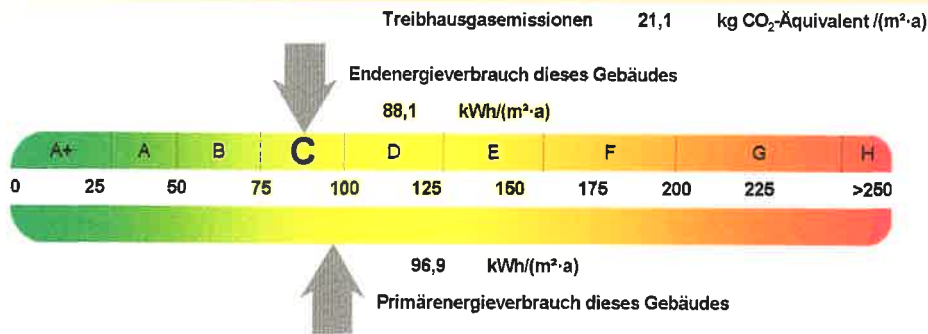 Treibhausgasemissionen 21,1 kg CO₂-Äquivalent /(m²·a)
Endenergieverbrauch dieses Gebäudes
88,1 kWh/(m²·a)
A+ A B C D E F G H
0 25 50 75 100 125 150 175 200 225 >250
96,9 kWh/(m²·a)
Primärenergieverbrauch dieses Gebäudes